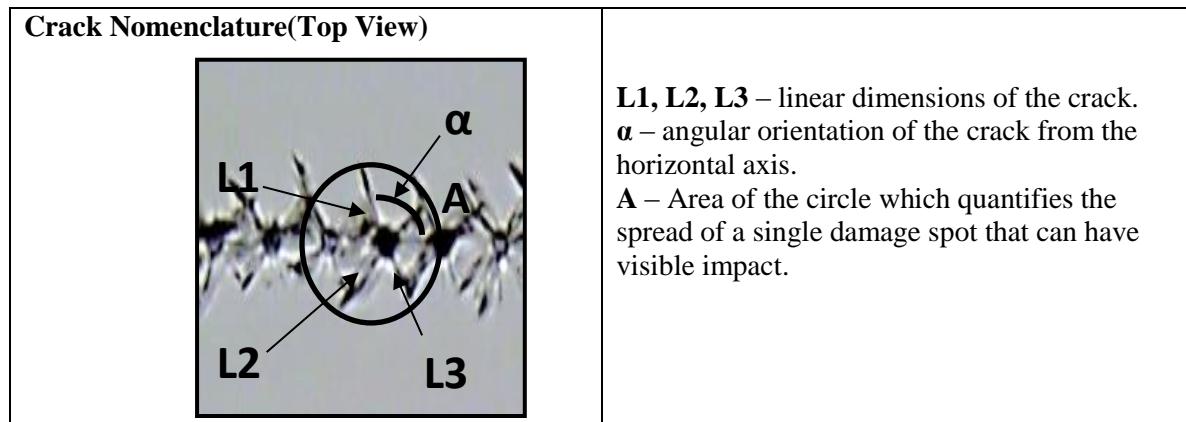 Crack Nomenclature(Top View)
α
L1
A
L2
L3
L1, L2, L3 – linear dimensions of the crack.
α – angular orientation of the crack from the
horizontal axis.
A – Area of the circle which quantifies the
spread of a single damage spot that can have
visible impact.